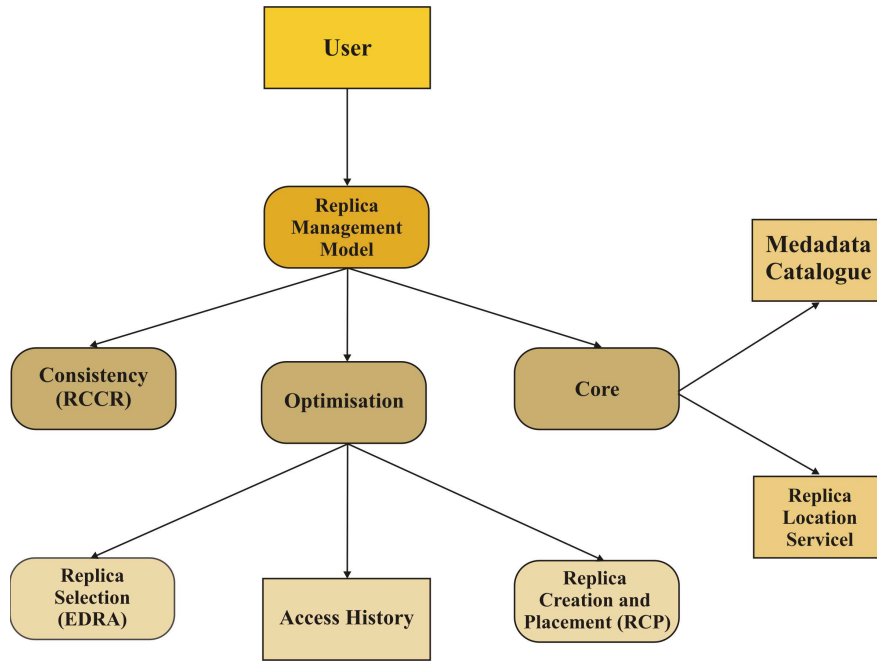 User
Replica
Management
Model
Medadata
Catalogue
Consistency
(RCCR)
Optimisation
Core
Replica
Location
Servicel
Replica
Selection
(EDRA)
Access History
Replica
Creation and
Placement (RCP)